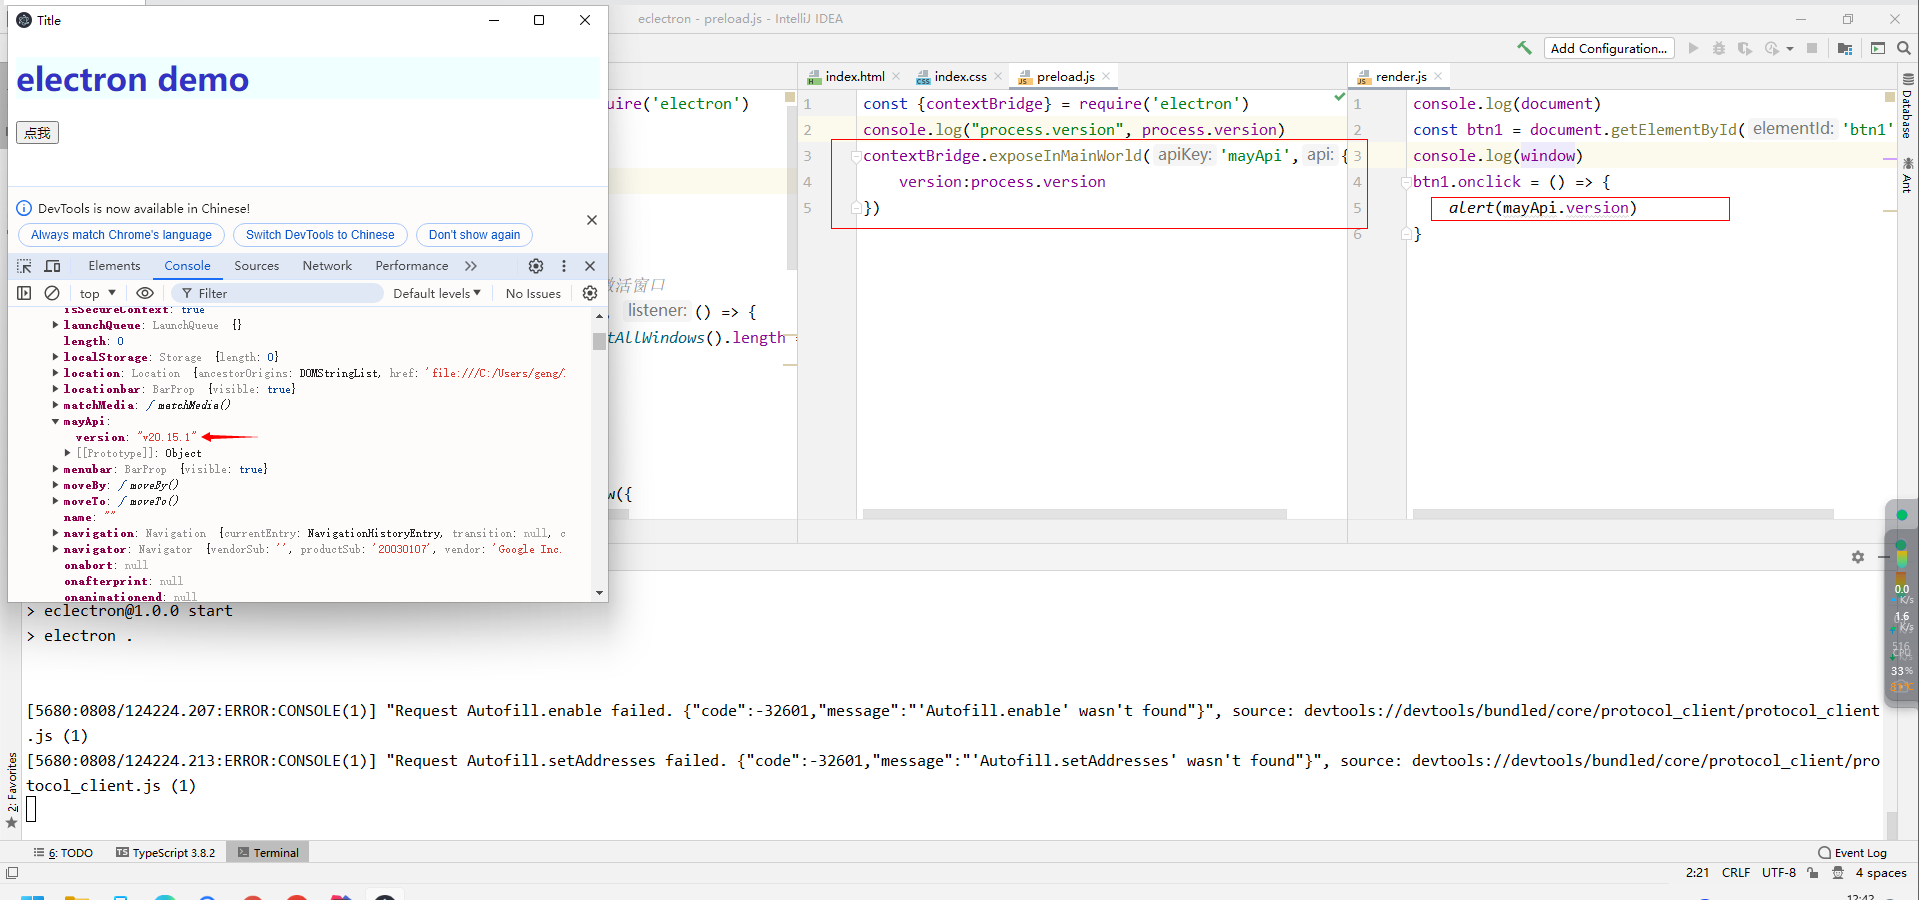 Title
eclectron - preload.js - IntelliJ IDEA
electron demo
点我
DevTools is now available in Chinese!
Always match Chrome's language
Switch DevTools to Chinese
Don't show again
Elements Console Sources Network Performance
top Filter Default levels No Issues
isSecureContext: true
launchQueue: LaunchQueue {}
length: 0
localStorage: Storage {length: 0}
location: Location {ancestorOrigins: DOMStringList, href: 'file:///C:/Users/geng/
locationbar: BarProp {visible: true}
matchMedia: ƒ matchMedia()
mayApi:
version: "v20.15.1"
[[Prototype]]: Object
menubar: BarProp {visible: true}
moveBy: ƒ moveBy()
moveTo: ƒ moveTo()
name: ""
navigation: Navigation {currentEntry: NavigationHistoryEntry, transition: null, c
navigator: Navigator {vendorSub: '', productSub: '20030107', vendor: 'Google Inc.
onabort: null
onafterprint: null
onanimationend: null
Add Configuration...
uire('electron')
激活窗口
listener: () => {
tAllWindows().length =
w({
index.html index.css preload.js
1 const {contextBridge} = require('electron')
2 console.log("process.version", process.version)
3 contextBridge.exposeInMainWorld( apiKey: 'mayApi', api: {
4 version:process.version
5 })
render.js
1 console.log(document)
2 const btn1 = document.getElementById( elementId: 'btn1'
3 console.log(window)
4 btn1.onclick = () => {
5 alert(mayApi.version)
6 }
Database
Ant
> eclectron@1.0.0 start
> electron .
[5680:0808/124224.207:ERROR:CONSOLE(1)] "Request Autofill.enable failed. {"code":-32601,"message":"'Autofill.enable' wasn't found"}", source: devtools://devtools/bundled/core/protocol_client/protocol_client
.js (1)
[5680:0808/124224.213:ERROR:CONSOLE(1)] "Request Autofill.setAddresses failed. {"code":-32601,"message":"'Autofill.setAddresses' wasn't found"}", source: devtools://devtools/bundled/core/protocol_client/pro
tocol_client.js (1)
0.0
K/s
1.6
K/s
516
CPU
33%
2: Favorites
6: TODO TypeScript 3.8.2 Terminal
Event Log
2:21 CRLF UTF-8 4 spaces
12:42